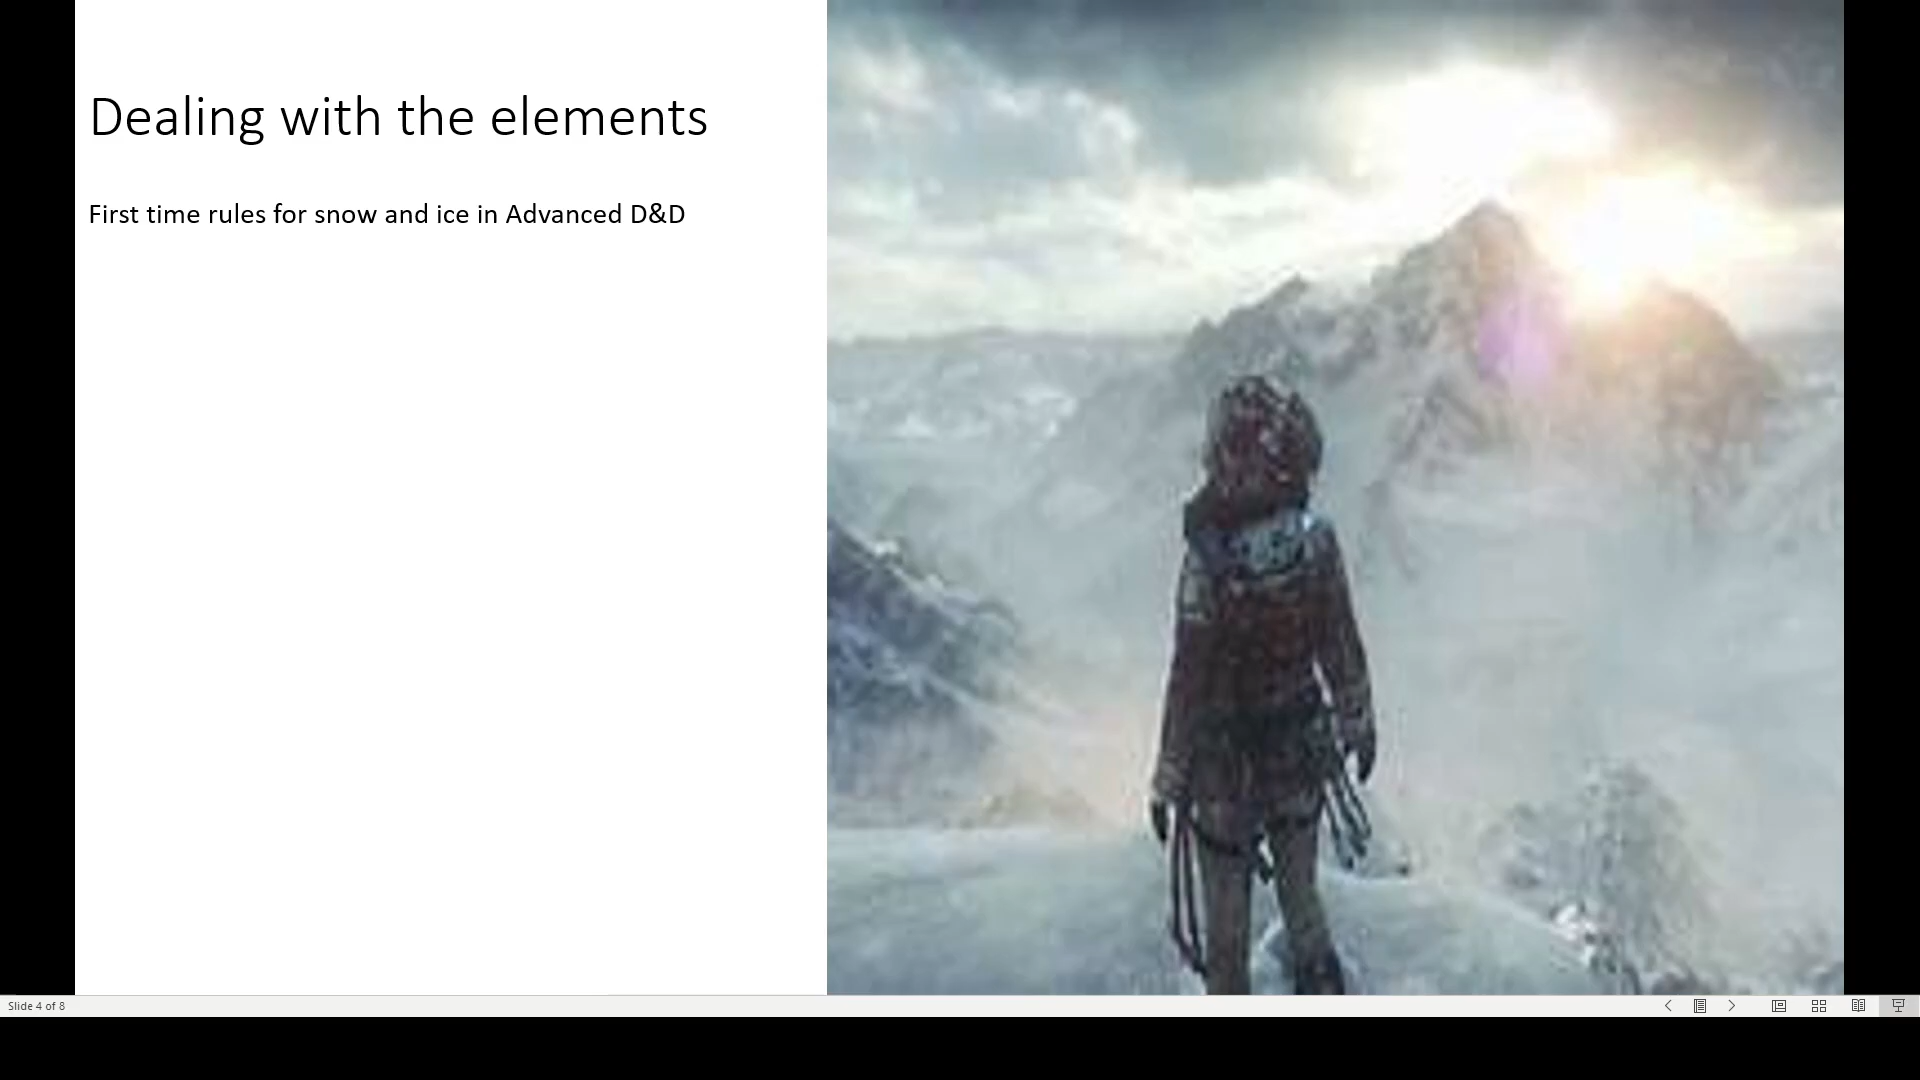 Dealing with the elements
First time rules for snow and ice in Advanced D&D
Slide 4 of 8